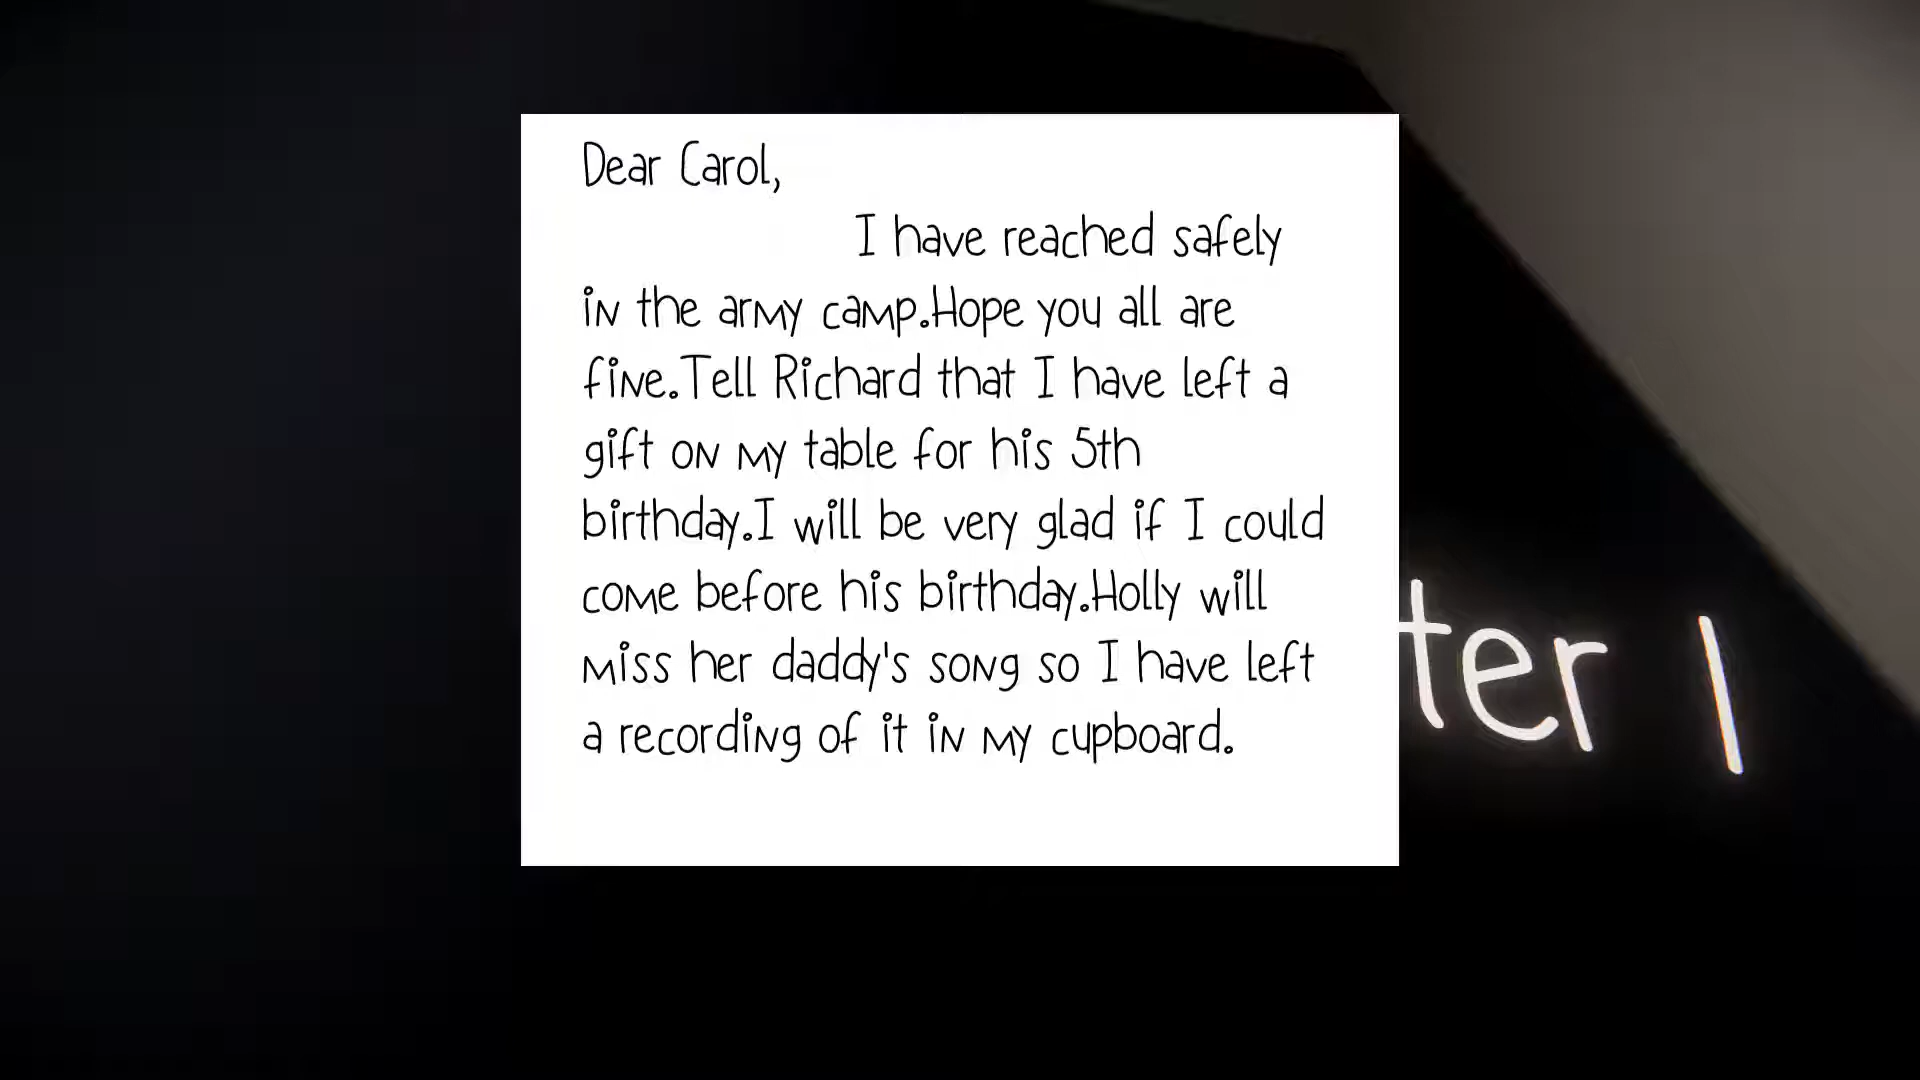 Dear Carol,
I have reached safely
in the army camp.Hope you all are
fine.Tell Richard that I have left a
gift on my table for his 5th
birthday.I will be very glad if I could
come before his birthday.Holly will
miss her daddy's song so I have left
a recording of it in my cupboard.
ter 1